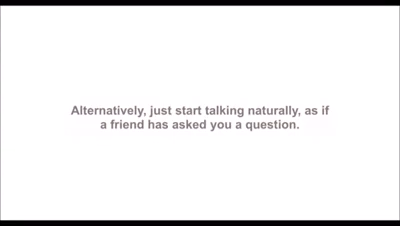 Alternatively, just start talking naturally, as if
a friend has asked you a question.